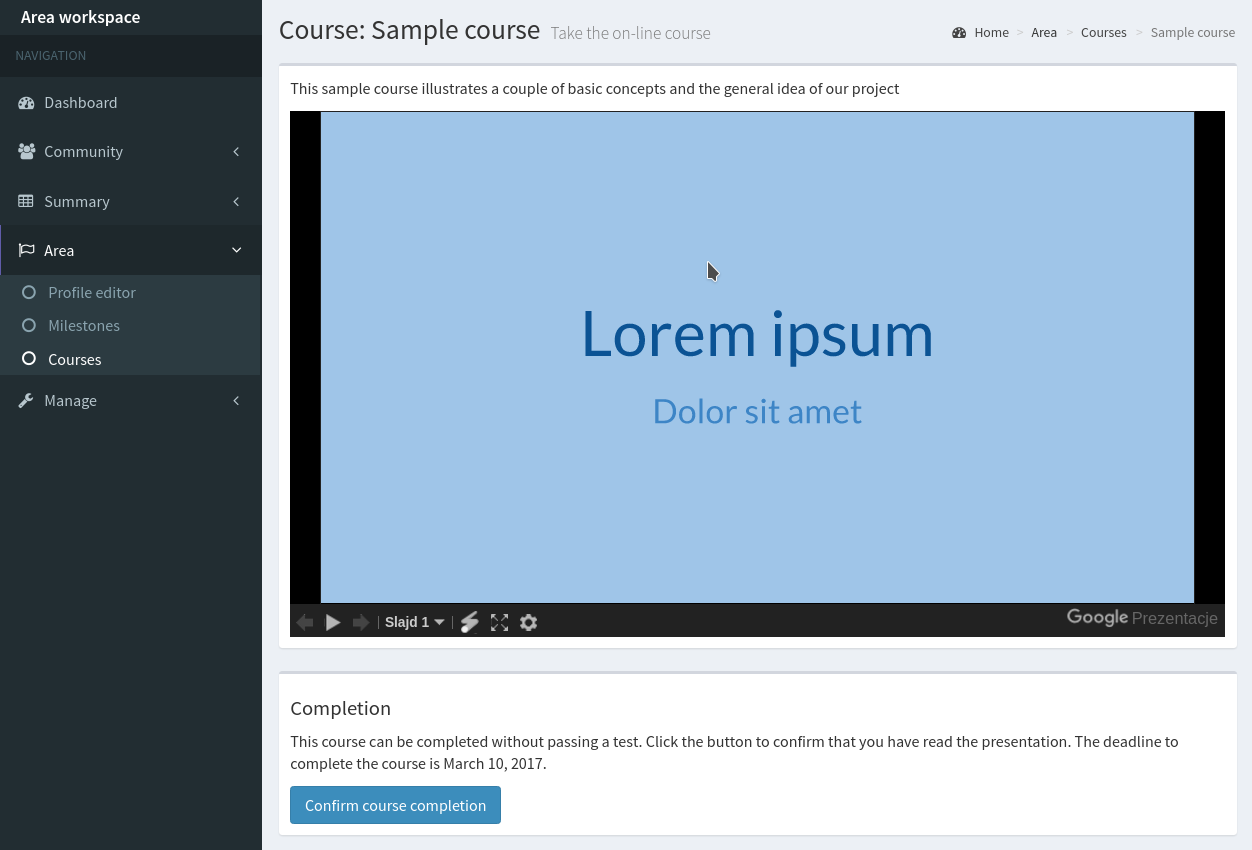 Area workspace
NAVIGATION
Dashboard
Community
Summary
Area
Profile editor
Milestones
Courses
Manage
Course: Sample course Take the on-line course
Home > Area > Courses > Sample course
This sample course illustrates a couple of basic concepts and the general idea of our project
Lorem ipsum
Dolor sit amet
Slajd 1
Google Prezentacje
Completion
This course can be completed without passing a test. Click the button to confirm that you have read the presentation. The deadline to
complete the course is March 10, 2017.
Confirm course completion